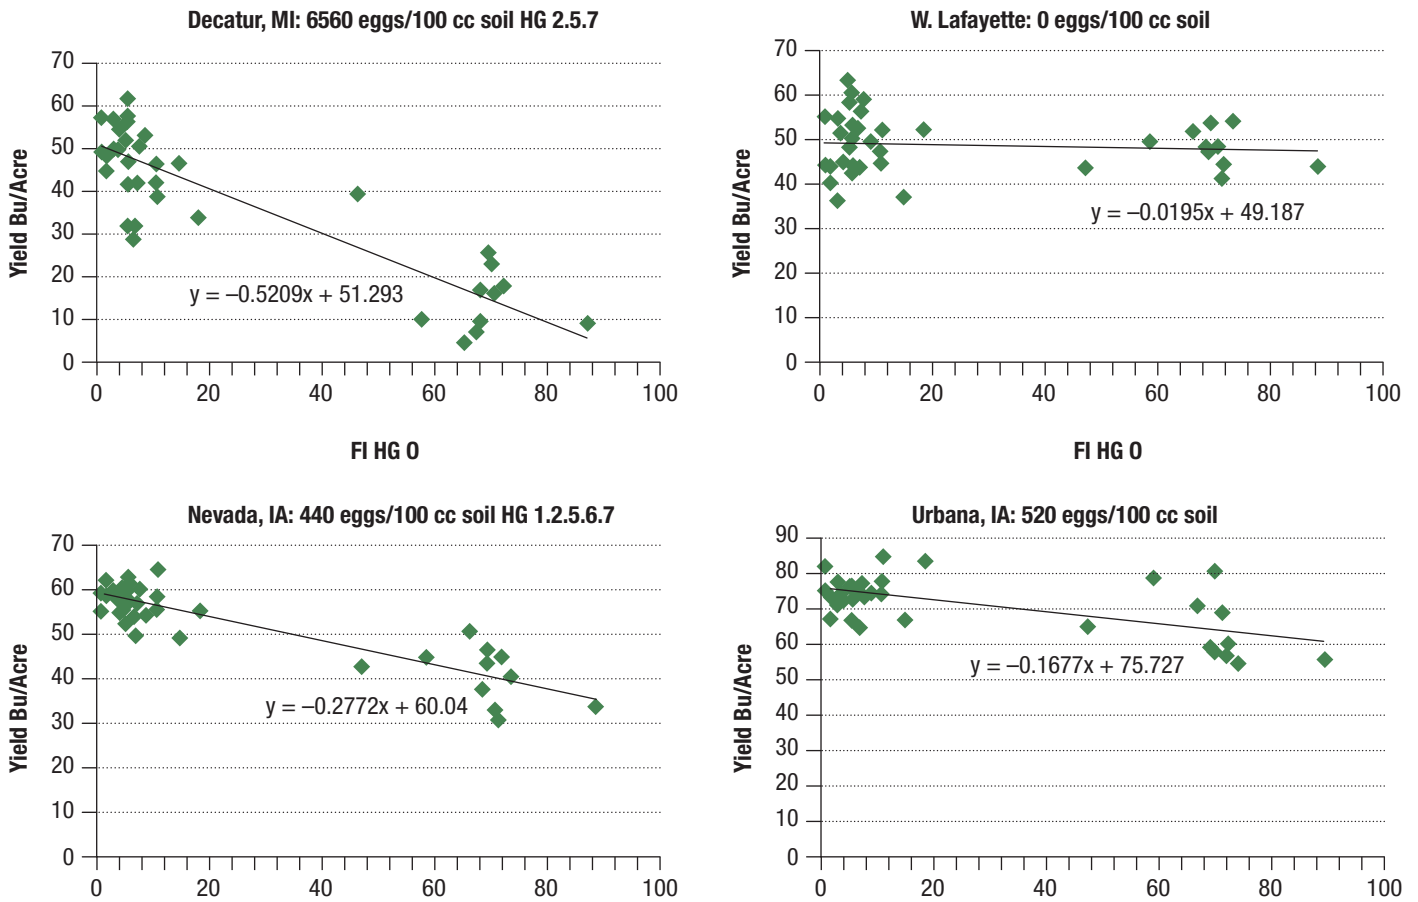 Decatur, MI: 6560 eggs/100 cc soil HG 2.5.7
70
60
50
40
30
20
10
0
Yield Bu/Acre
y = –0.5209x + 51.293
0 20 40 60 80 100
FI HG O
W. Lafayette: 0 eggs/100 cc soil
70
60
50
40
30
20
10
0
Yield Bu/Acre
y = –0.0195x + 49.187
0 20 40 60 80 100
FI HG O
Nevada, IA: 440 eggs/100 cc soil HG 1.2.5.6.7
70
60
50
40
30
20
10
0
Yield Bu/Acre
y = –0.2772x + 60.04
0 20 40 60 80 100
Urbana, IA: 520 eggs/100 cc soil
90
80
70
60
50
40
30
20
10
0
Yield Bu/Acre
y = –0.1677x + 75.727
0 20 40 60 80 100